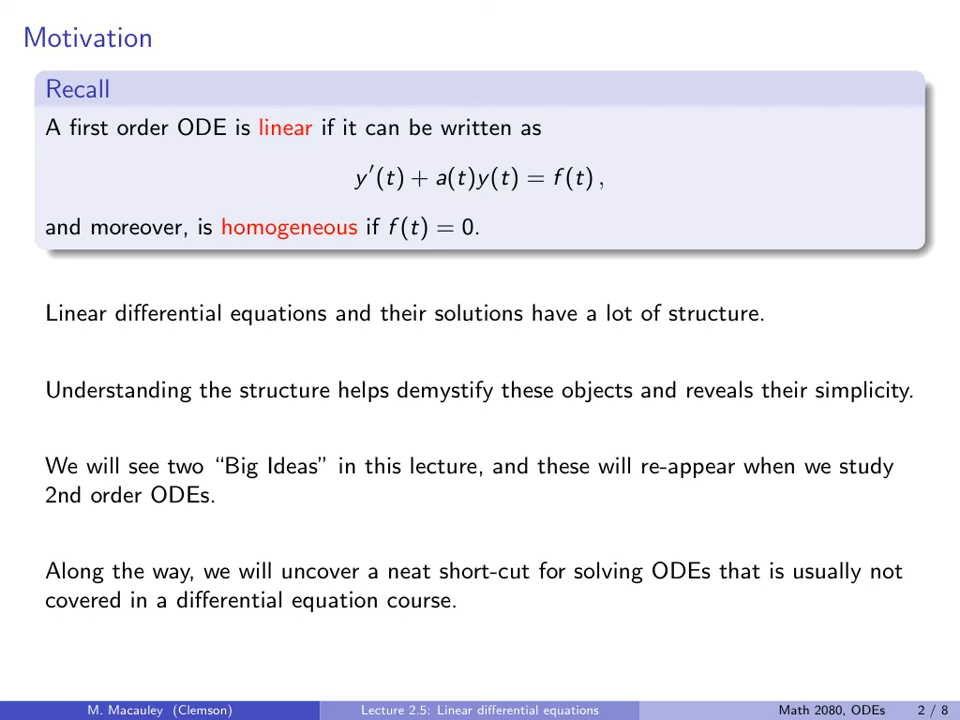 Motivation
Recall
A first order ODE is linear if it can be written as
y′(t) + a(t)y(t) = f(t) ,
and moreover, is homogeneous if f(t) = 0.
Linear differential equations and their solutions have a lot of structure.
Understanding the structure helps demystify these objects and reveals their simplicity.
We will see two “Big Ideas” in this lecture, and these will re-appear when we study
2nd order ODEs.
Along the way, we will uncover a neat short-cut for solving ODEs that is usually not
covered in a differential equation course.
M. Macauley (Clemson) Lecture 2.5: Linear differential equations Math 2080, ODEs 2 / 8